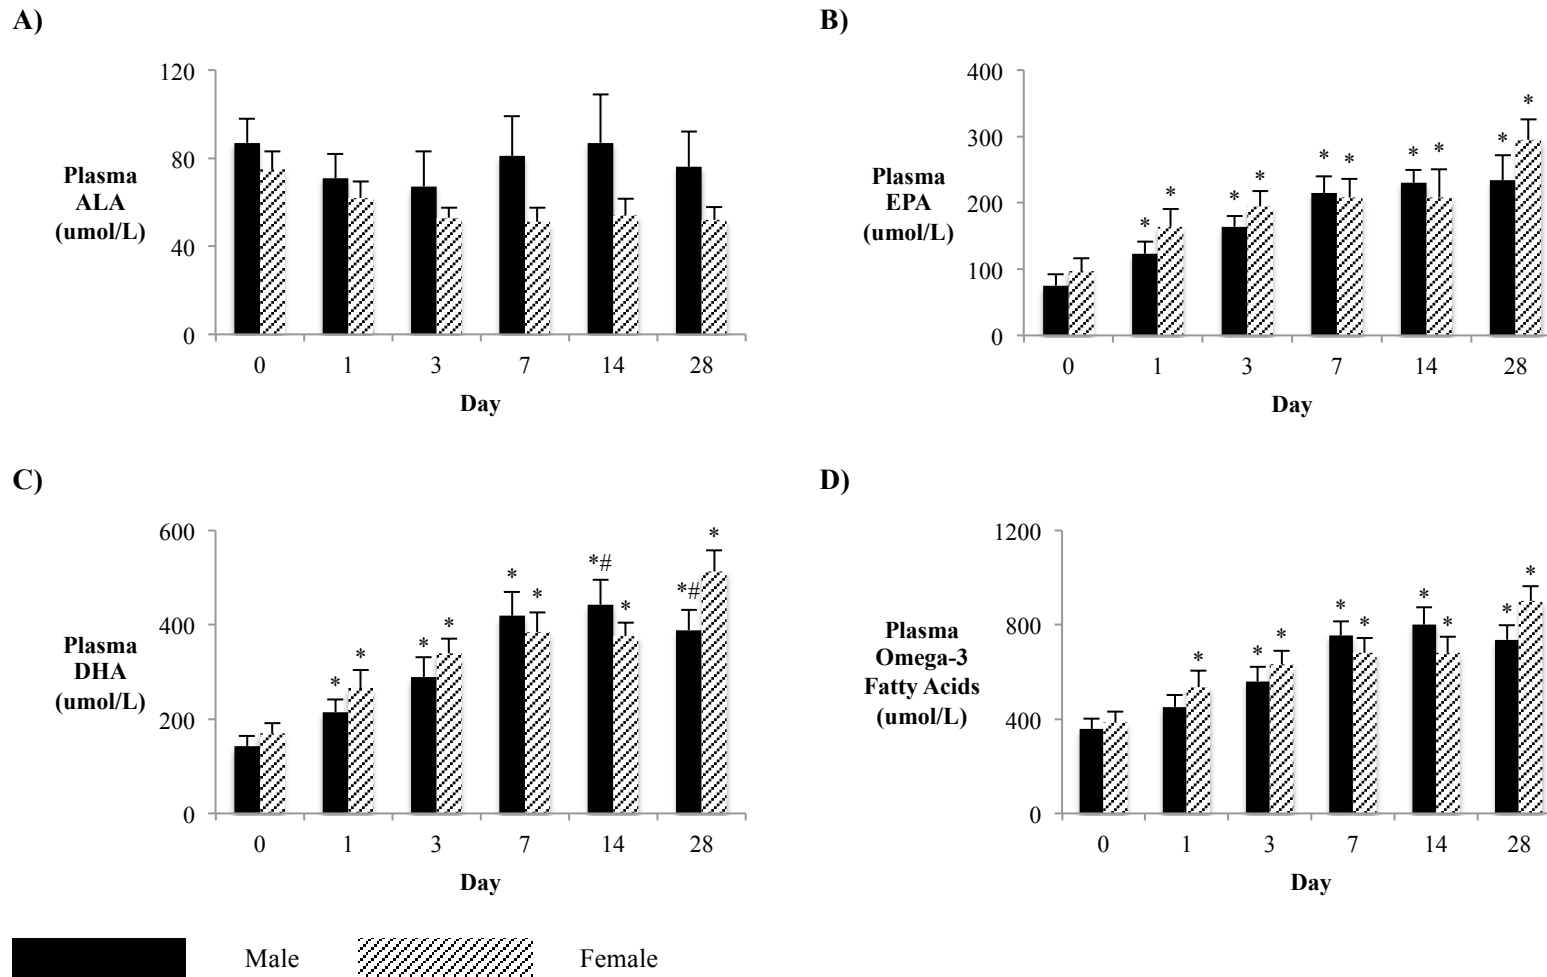 A)
120
80
40
0
Plasma
ALA
(umol/L)
0 1 3 7 14 28
Day
B)
400
300
200
100
0
Plasma
EPA
(umol/L)
* * * * * * * * * *
0 1 3 7 14 28
Day
C)
600
400
200
0
Plasma
DHA
(umol/L)
* * * * * * *# * *# *
0 1 3 7 14 28
Day
D)
1200
800
400
0
Plasma
Omega-3
Fatty Acids
(umol/L)
* * * * * * * * *
0 1 3 7 14 28
Day
Male Female